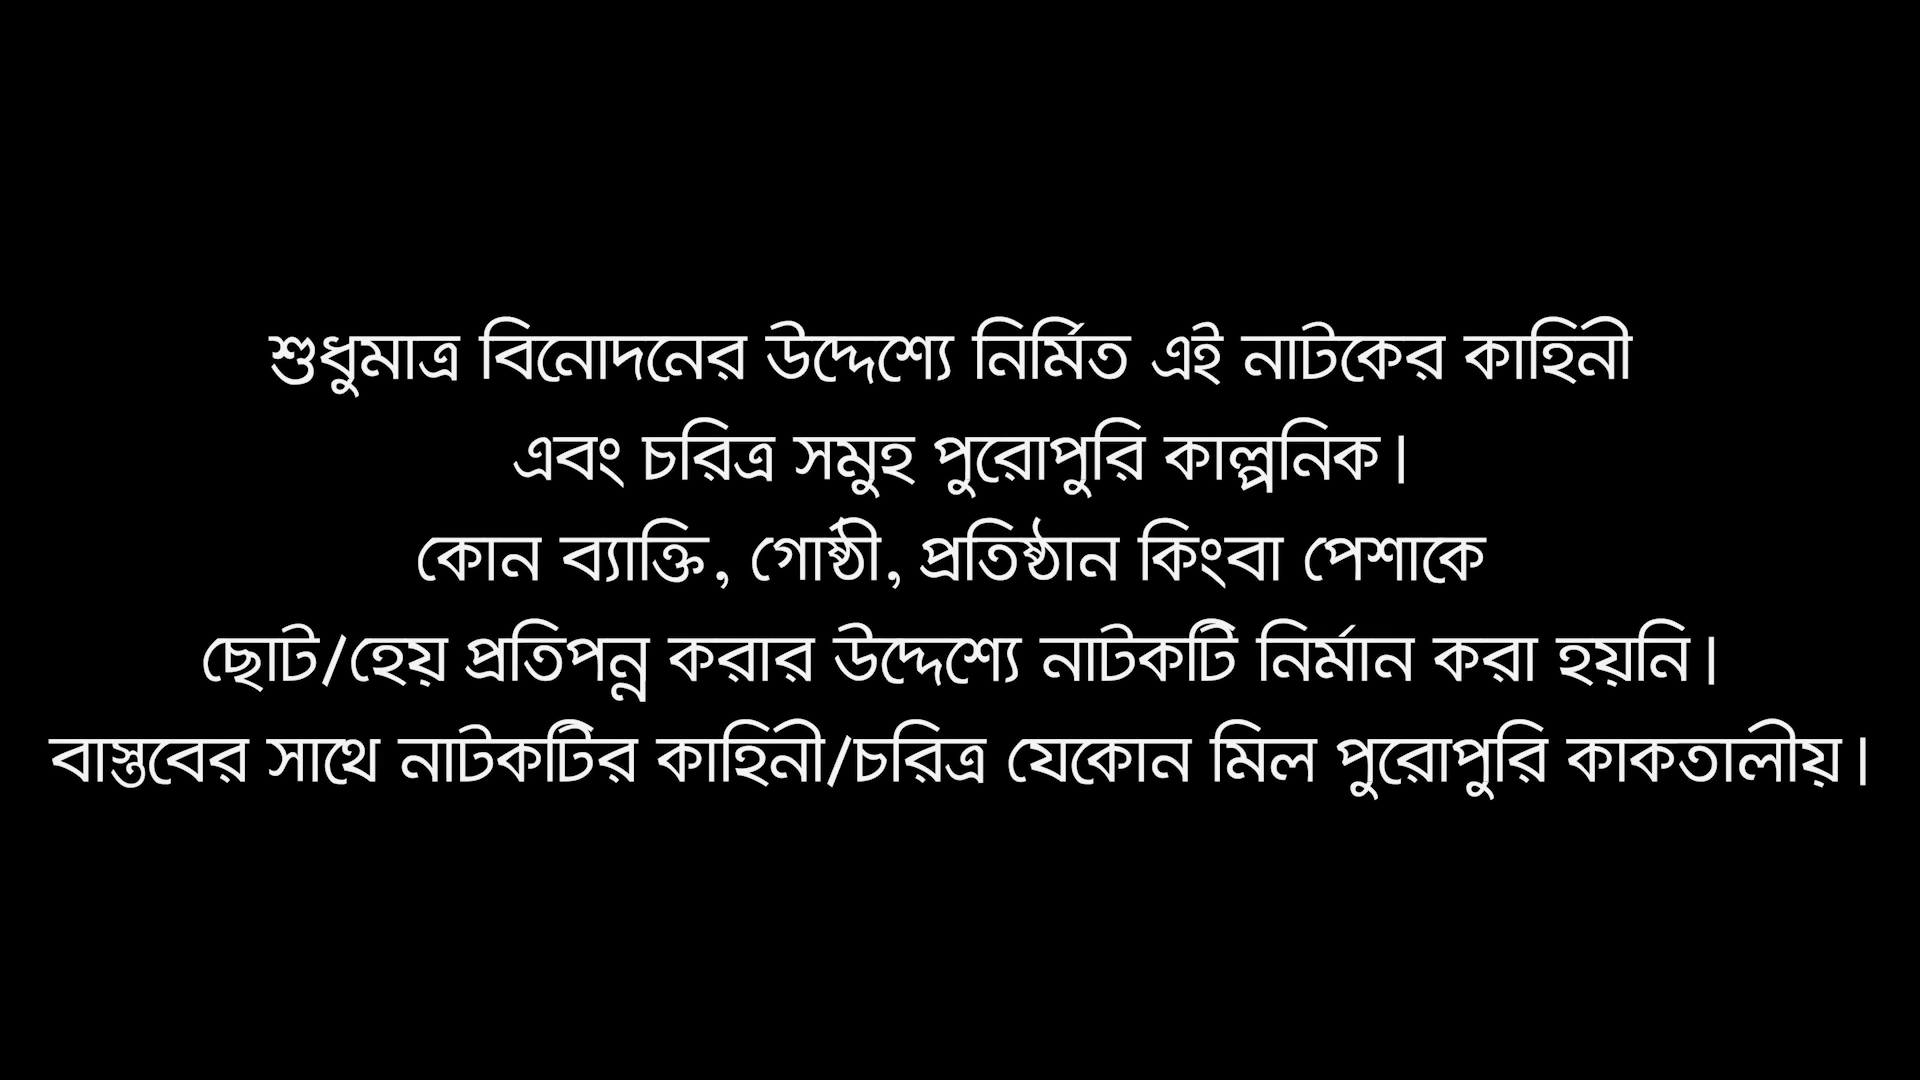 শুধুমাত্র বিনোদনের উদ্দেশ্যে নির্মিত এই নাটকের কাহিনী
এবং চরিত্র সমুহ পুরোপুরি কাল্পনিক।
কোন ব্যাক্তি, গোষ্ঠী, প্রতিষ্ঠান কিংবা পেশাকে
ছোট/হেয় প্রতিপন্ন করার উদ্দেশ্যে নাটকটি নির্মান করা হয়নি।
বাস্তবের সাথে নাটকটির কাহিনী/চরিত্র যেকোন মিল পুরোপুরি কাকতালীয়।